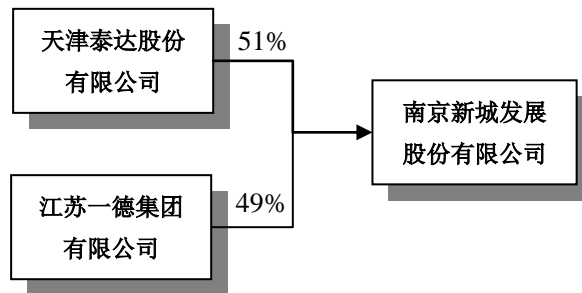 天津泰达股份
有限公司
51%
江苏一德集团
有限公司
49%
南京新城发展
股份有限公司